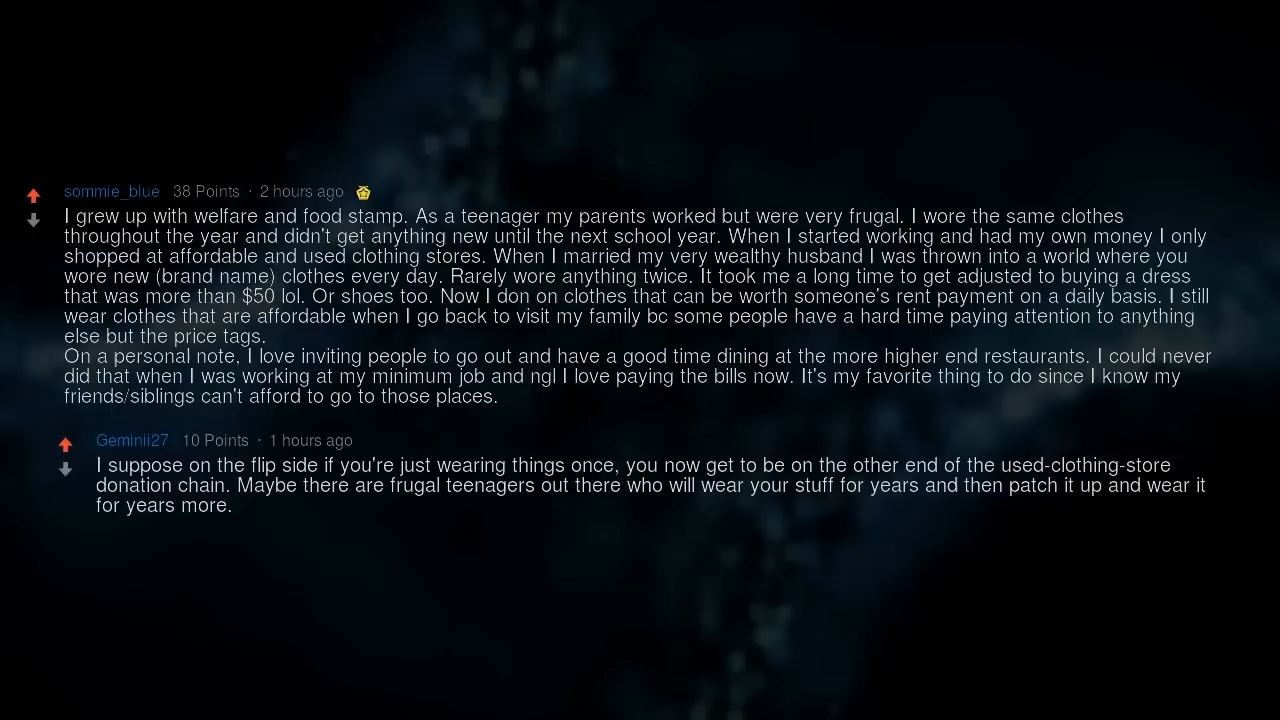 sommie_blue 38 Points · 2 hours ago
I grew up with welfare and food stamp. As a teenager my parents worked but were very frugal. I wore the same clothes
throughout the year and didn't get anything new until the next school year. When I started working and had my own money I only
shopped at affordable and used clothing stores. When I married my very wealthy husband I was thrown into a world where you
wore new (brand name) clothes every day. Rarely wore anything twice. It took me a long time to get adjusted to buying a dress
that was more than $50 lol. Or shoes too. Now I don on clothes that can be worth someone's rent payment on a daily basis. I still
wear clothes that are affordable when I go back to visit my family bc some people have a hard time paying attention to anything
else but the price tags.
On a personal note, I love inviting people to go out and have a good time dining at the more higher end restaurants. I could never
did that when I was working at my minimum job and ngl I love paying the bills now. It's my favorite thing to do since I know my
friends/siblings can't afford to go to those places.
Geminii27 10 Points · 1 hours ago
I suppose on the flip side if you're just wearing things once, you now get to be on the other end of the used-clothing-store
donation chain. Maybe there are frugal teenagers out there who will wear your stuff for years and then patch it up and wear it
for years more.